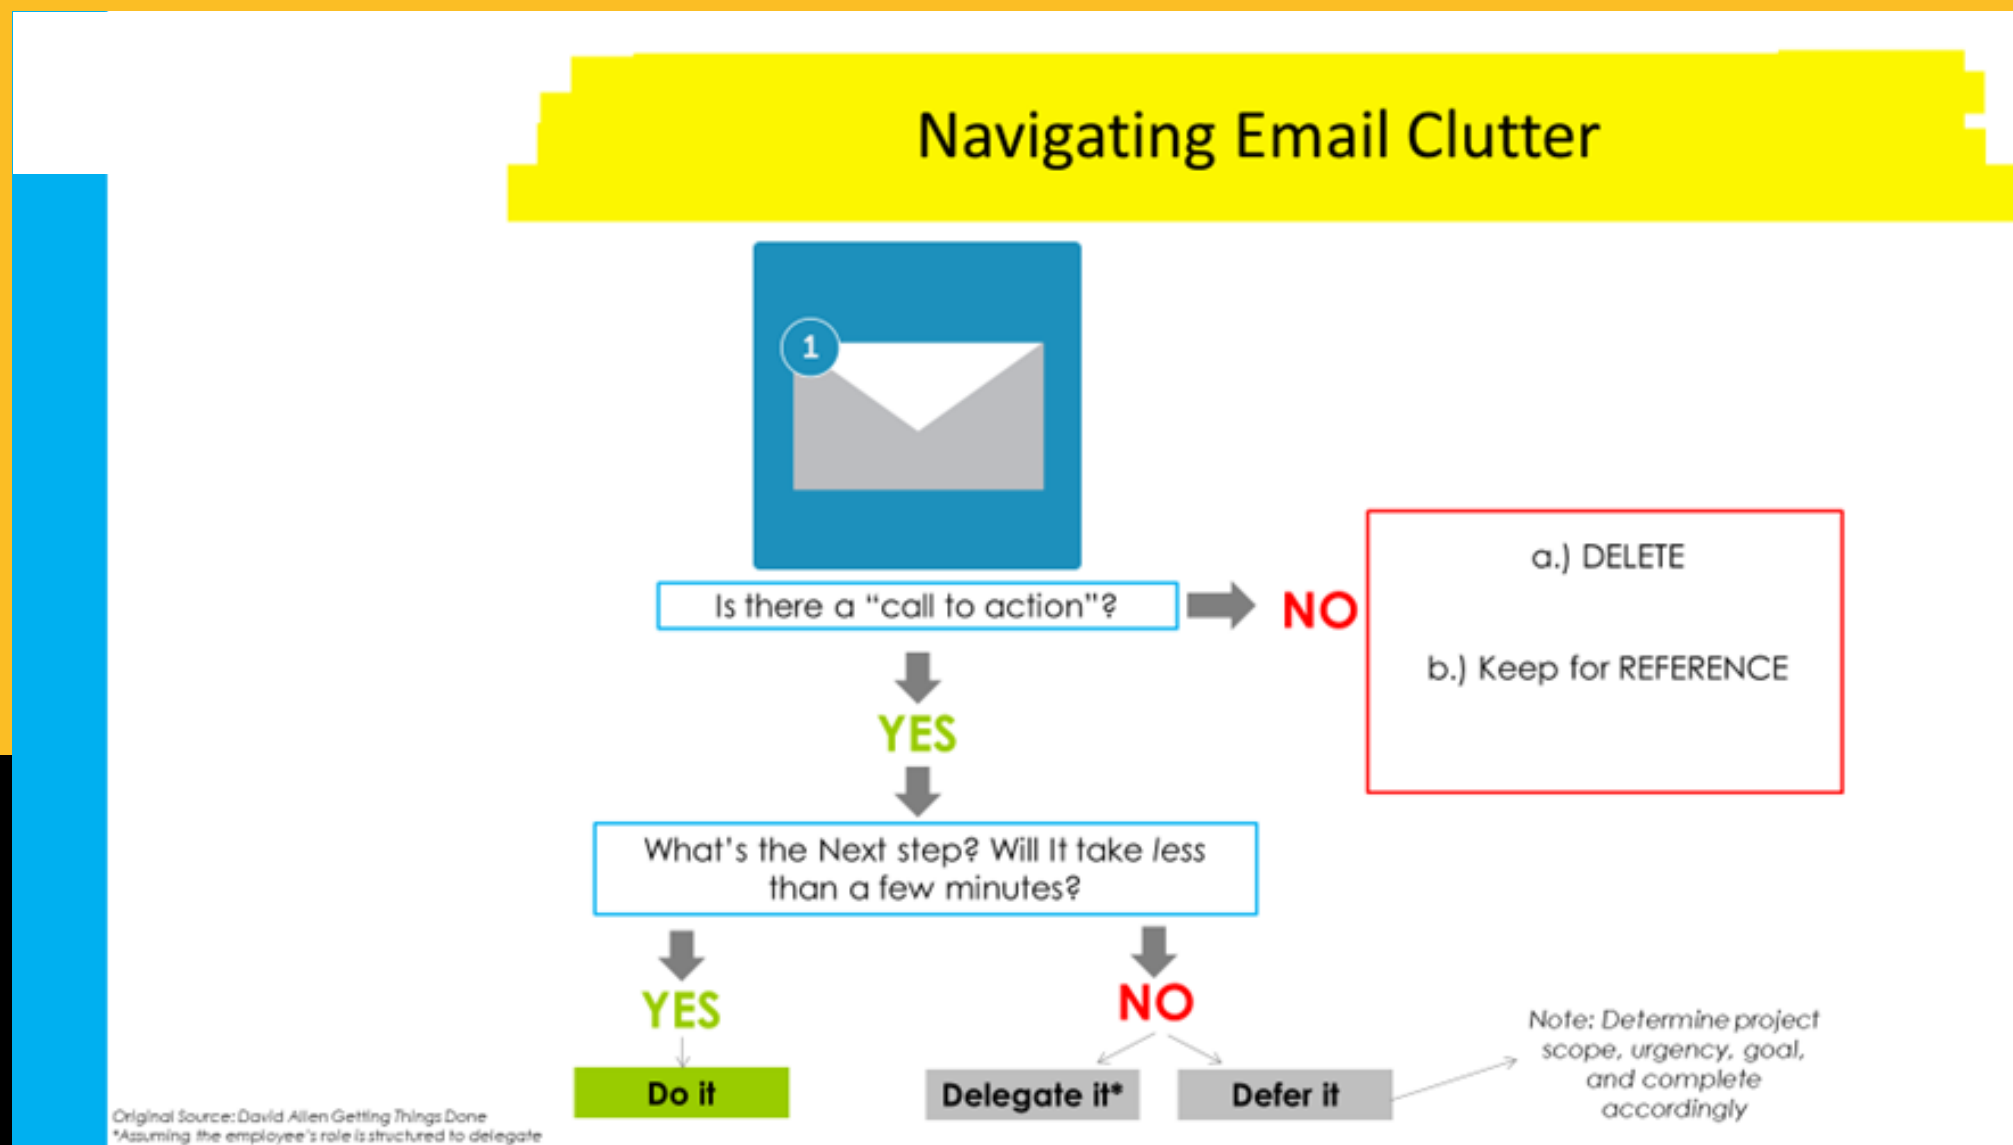 Navigating Email Clutter
1
Is there a “call to action”?
NO
a.) DELETE
b.) Keep for REFERENCE
YES
What's the Next step? Will It take less
than a few minutes?
YES
NO
Do it
Delegate it*
Defer it
Note: Determine project
scope, urgency, goal,
and complete
accordingly
Original Source: David Allen Getting Things Done
*Assuming the employee's role is structured to delegate